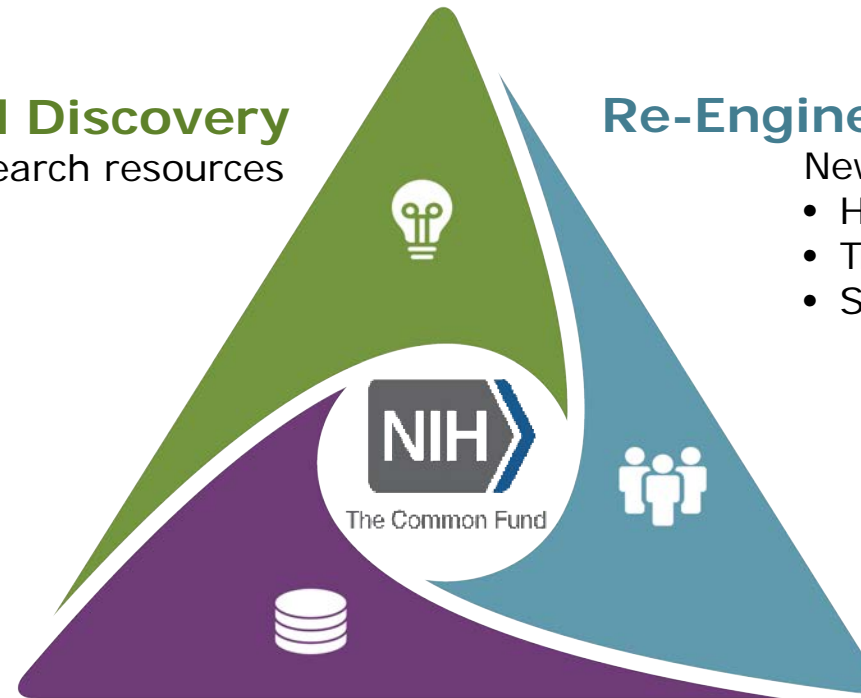 l Discovery
earch resources
Re-Engine
New
• H
• T
• S
NIH
The Common Fund